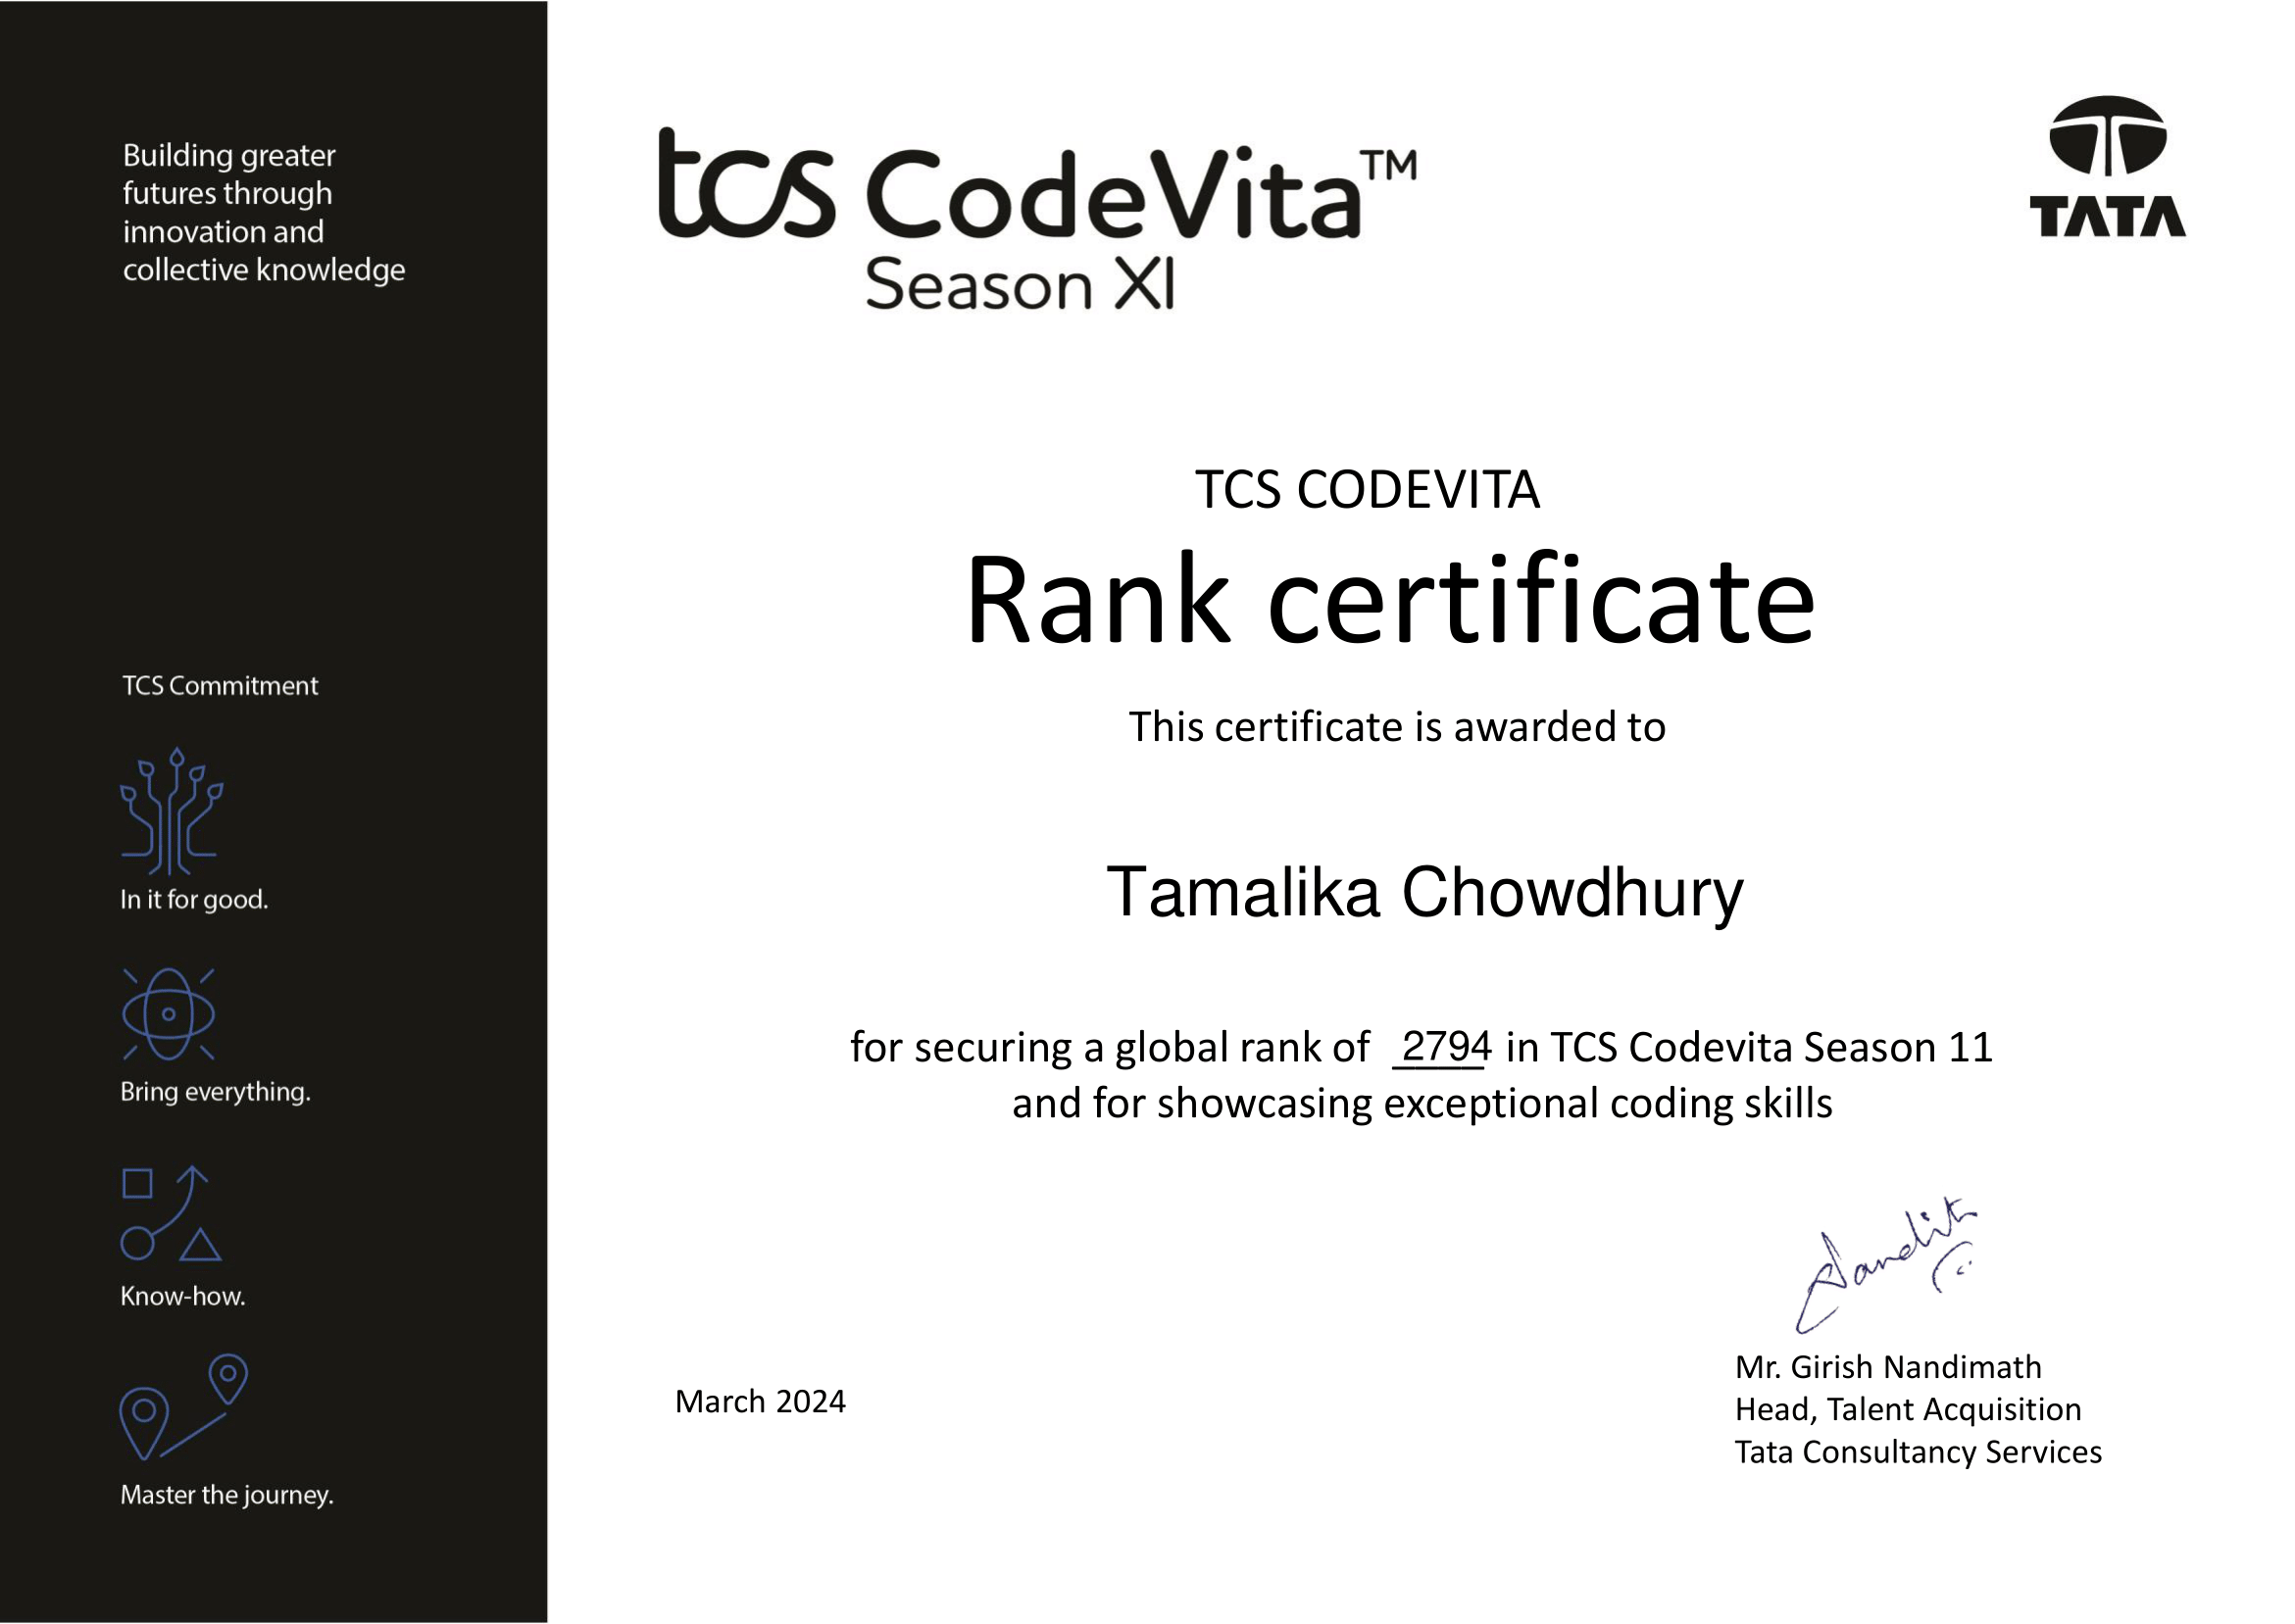 Building greater
futures through
innovation and
collective knowledge
TCS Commitment
In it for good.
Bring everything.
Know-how.
Master the journey.
tcs CodeVita™
Season XI
TATA
TCS CODEVITA
Rank certificate
This certificate is awarded to
Tamalika Chowdhury
for securing a global rank of 2794 in TCS Codevita Season 11
and for showcasing exceptional coding skills
March 2024
Mr. Girish Nandimath
Head, Talent Acquisition
Tata Consultancy Services